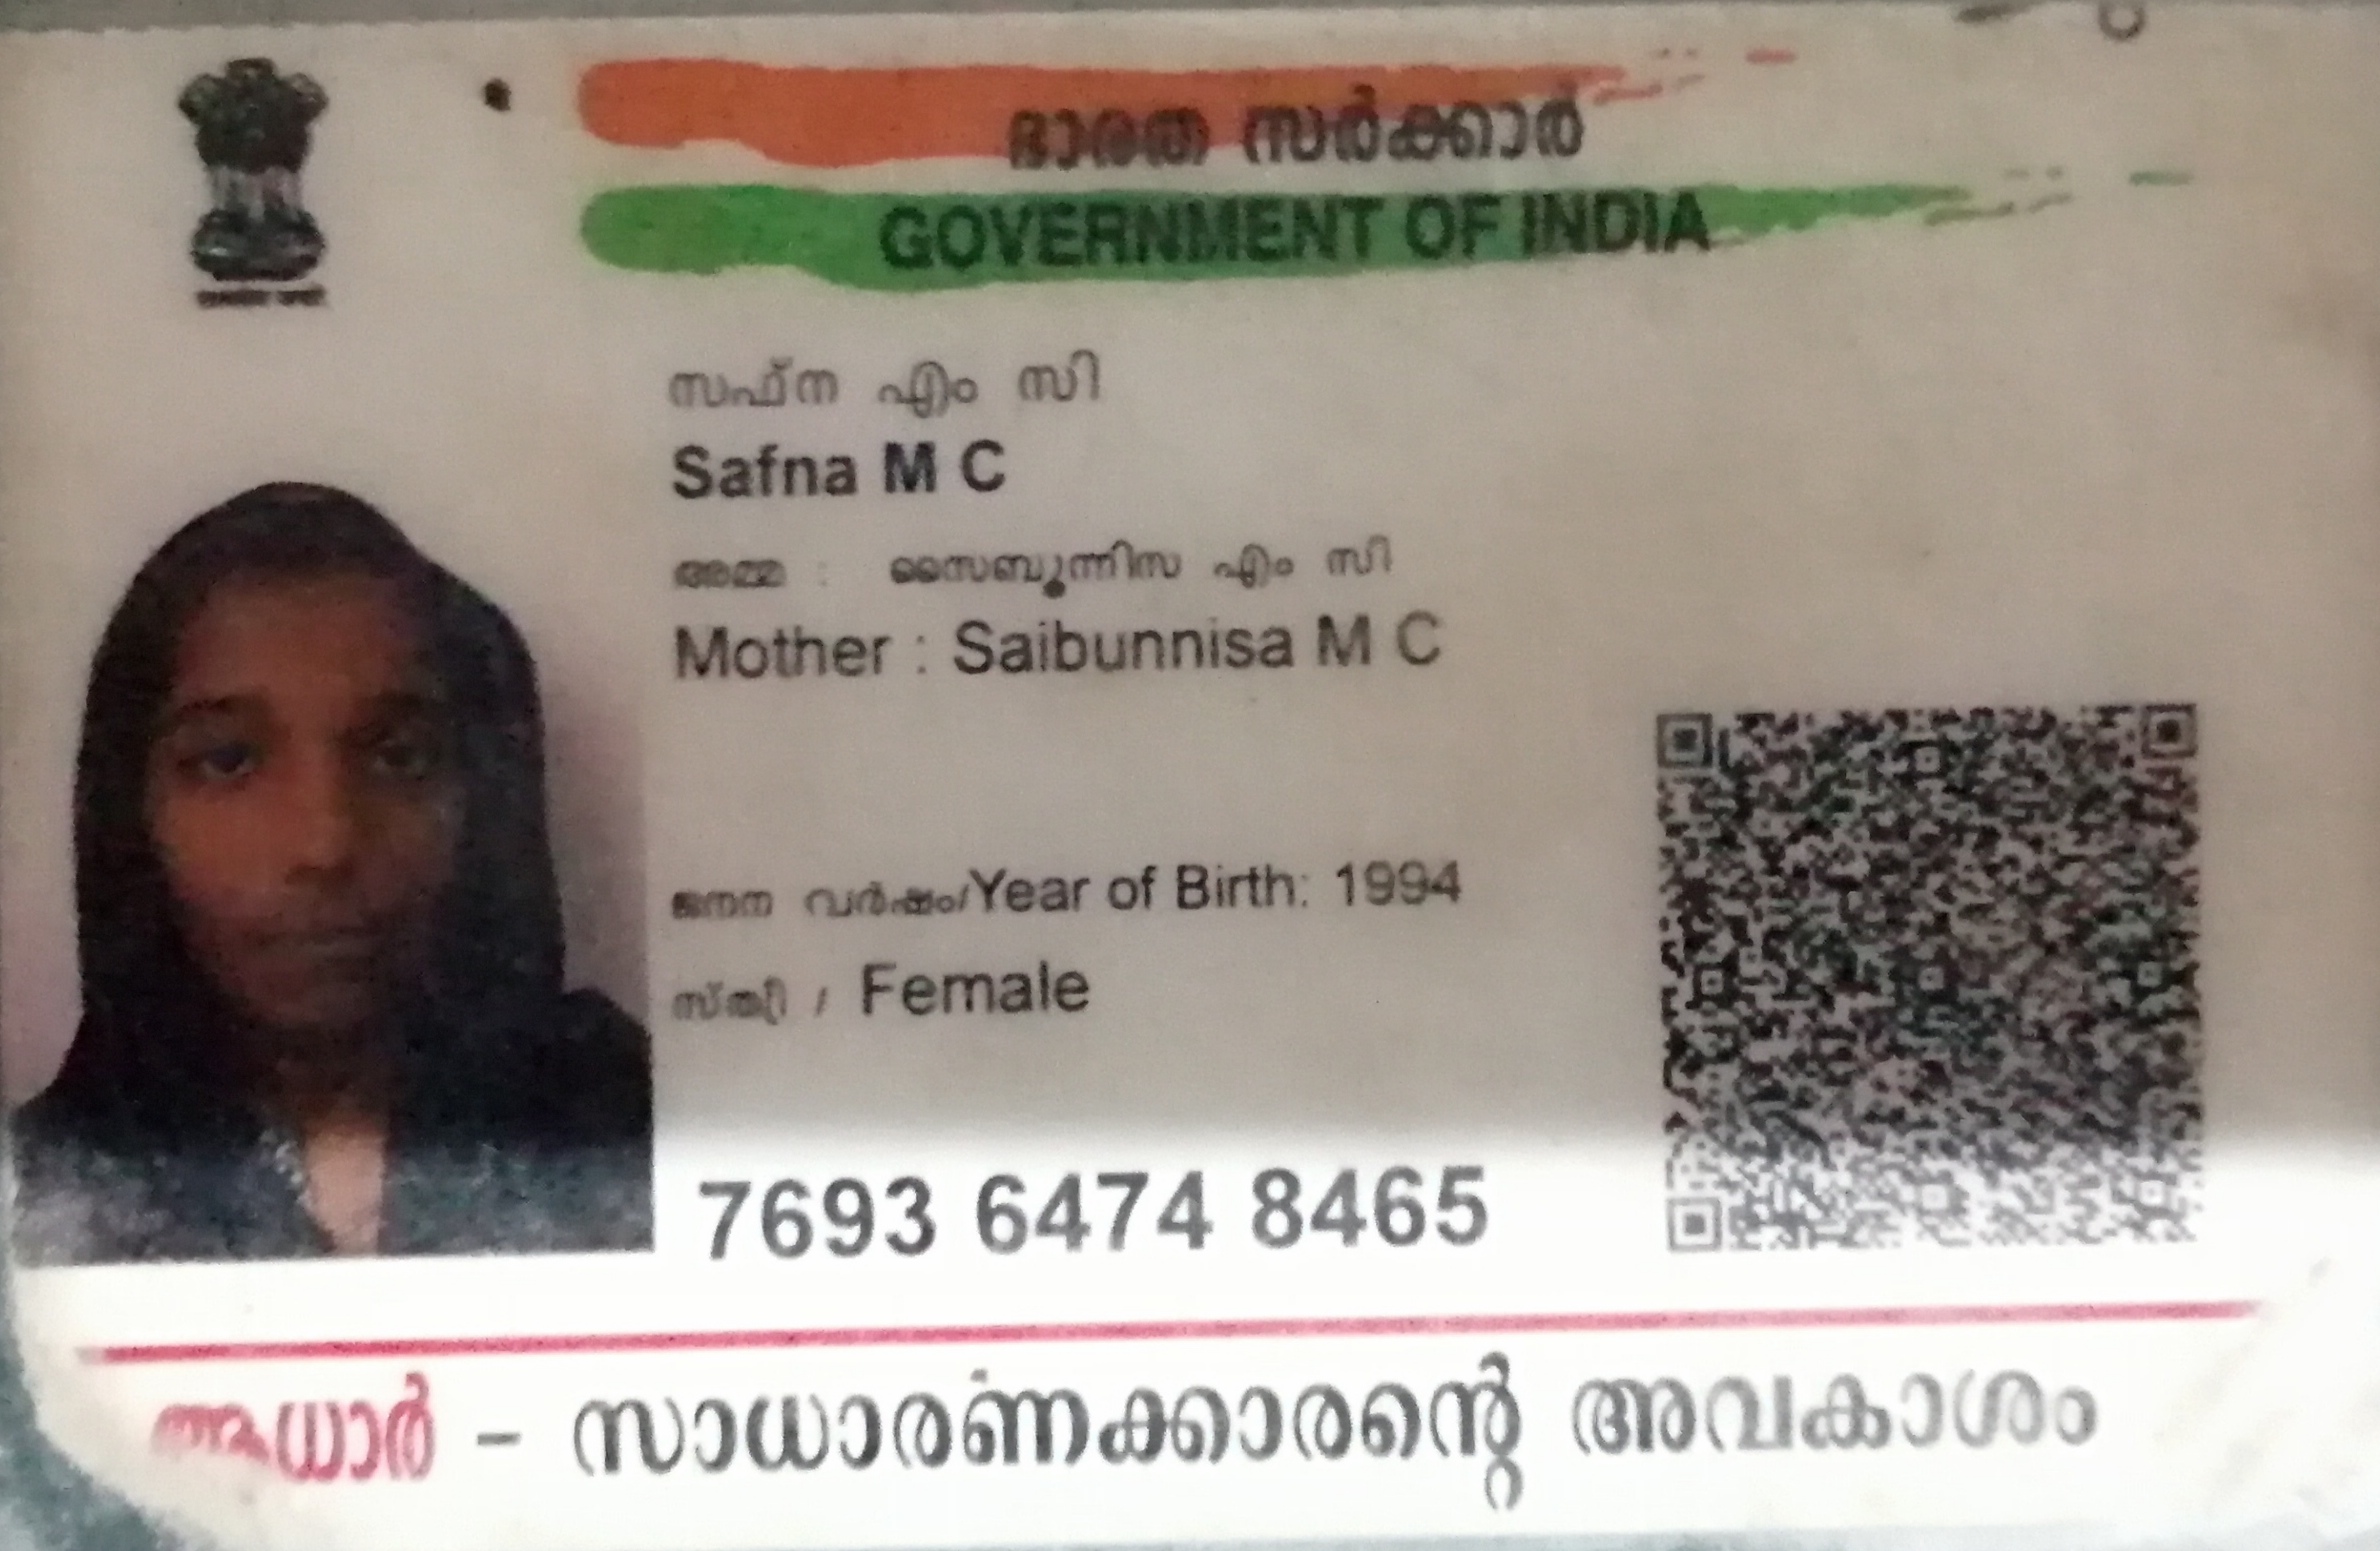 ഭാരത സർക്കാർ
GOVERNMENT OF INDIA
സഫ്ന എം സി
Safna M C
അമ്മ : സൈബുന്നിസ എം സി
Mother : Saibunnisa M C
ജനന വർഷം/Year of Birth: 1994
സ്ത്രീ / Female
7693 6474 8465
ആധാർ - സാധാരണക്കാരന്റെ അവകാശം